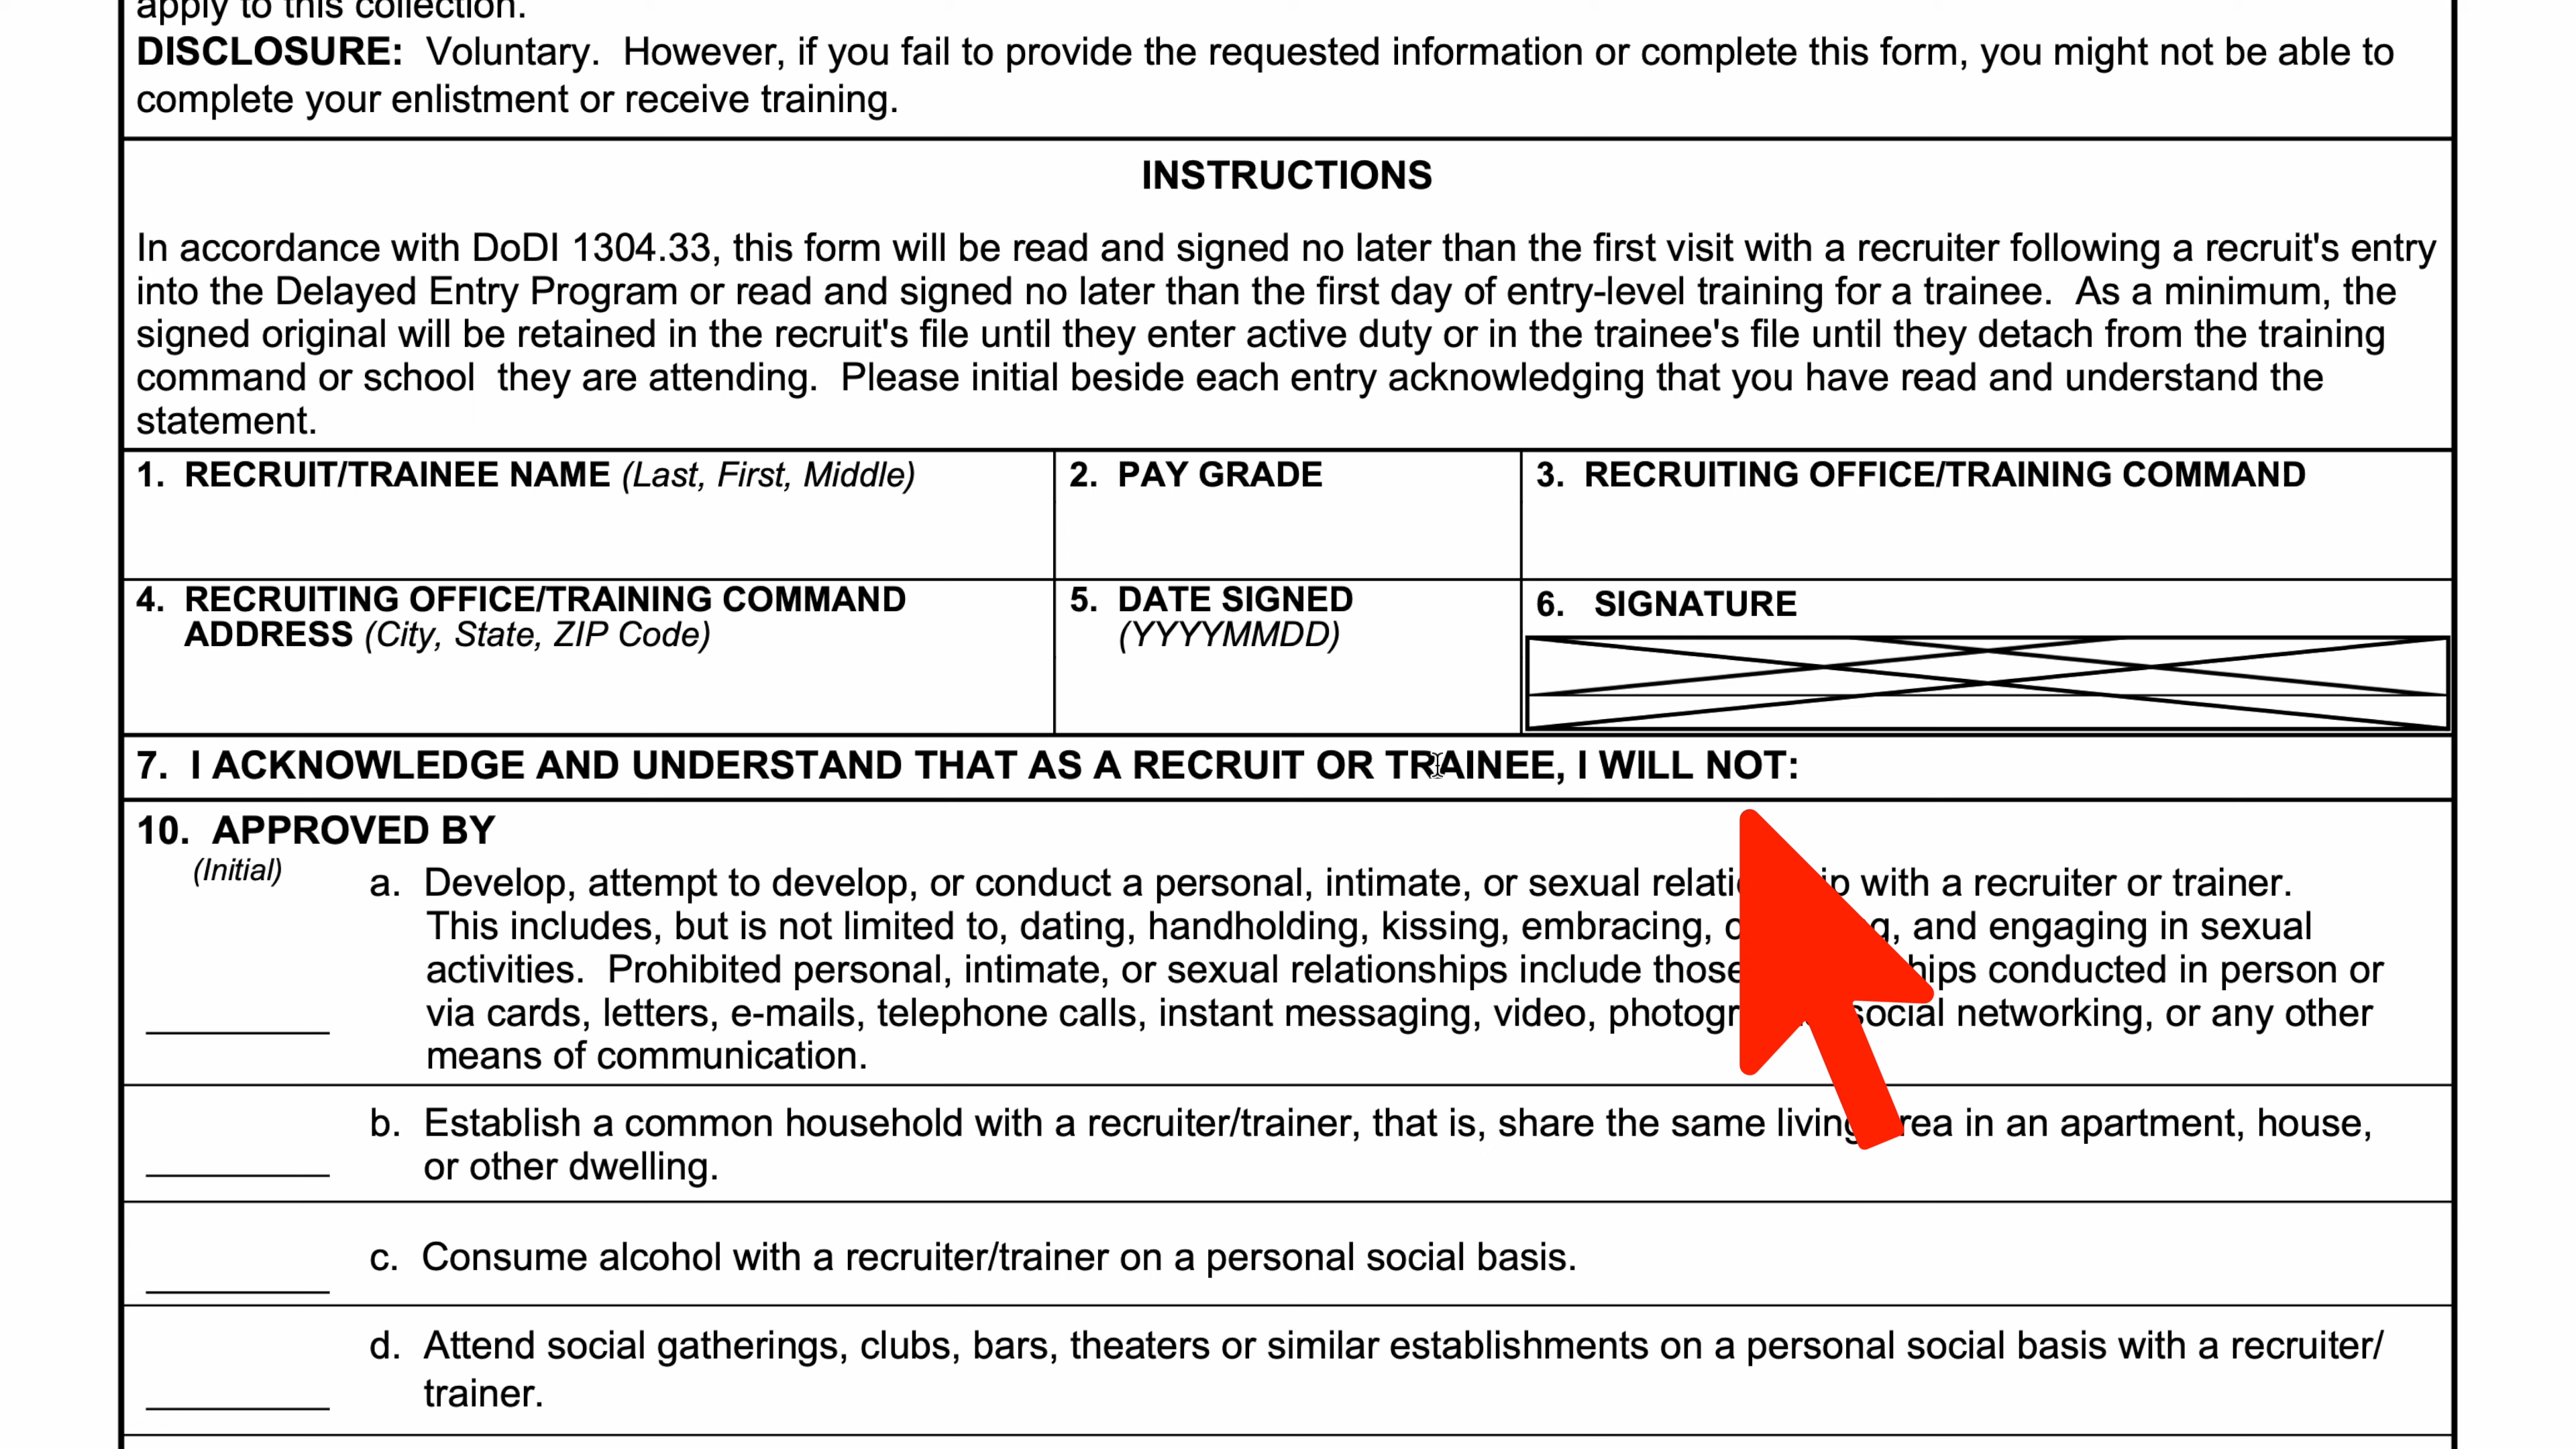 apply to this collection.
DISCLOSURE: Voluntary. However, if you fail to provide the requested information or complete this form, you might not be able to
complete your enlistment or receive training.
INSTRUCTIONS
In accordance with DoDI 1304.33, this form will be read and signed no later than the first visit with a recruiter following a recruit's entry
into the Delayed Entry Program or read and signed no later than the first day of entry-level training for a trainee. As a minimum, the
signed original will be retained in the recruit's file until they enter active duty or in the trainee's file until they detach from the training
command or school they are attending. Please initial beside each entry acknowledging that you have read and understand the
statement.
1. RECRUIT/TRAINEE NAME (Last, First, Middle)
2. PAY GRADE
3. RECRUITING OFFICE/TRAINING COMMAND
4. RECRUITING OFFICE/TRAINING COMMAND
ADDRESS (City, State, ZIP Code)
5. DATE SIGNED
(YYYYMMDD)
6. SIGNATURE
7. I ACKNOWLEDGE AND UNDERSTAND THAT AS A RECRUIT OR TRAINEE, I WILL NOT:
10. APPROVED BY
(Initial)
a. Develop, attempt to develop, or conduct a personal, intimate, or sexual with a recruiter or trainer.
This includes, but is not limited to, dating, handholding, kissing, embracing, and engaging in sexual
activities. Prohibited personal, intimate, or sexual relationships include those conducted in person or
via cards, letters, e-mails, telephone calls, instant messaging, video, social networking, or any other
means of communication.
b. Establish a common household with a recruiter/trainer, that is, share the same living area in an apartment, house,
or other dwelling.
c. Consume alcohol with a recruiter/trainer on a personal social basis.
d. Attend social gatherings, clubs, bars, theaters or similar establishments on a personal social basis with a recruiter/
trainer.